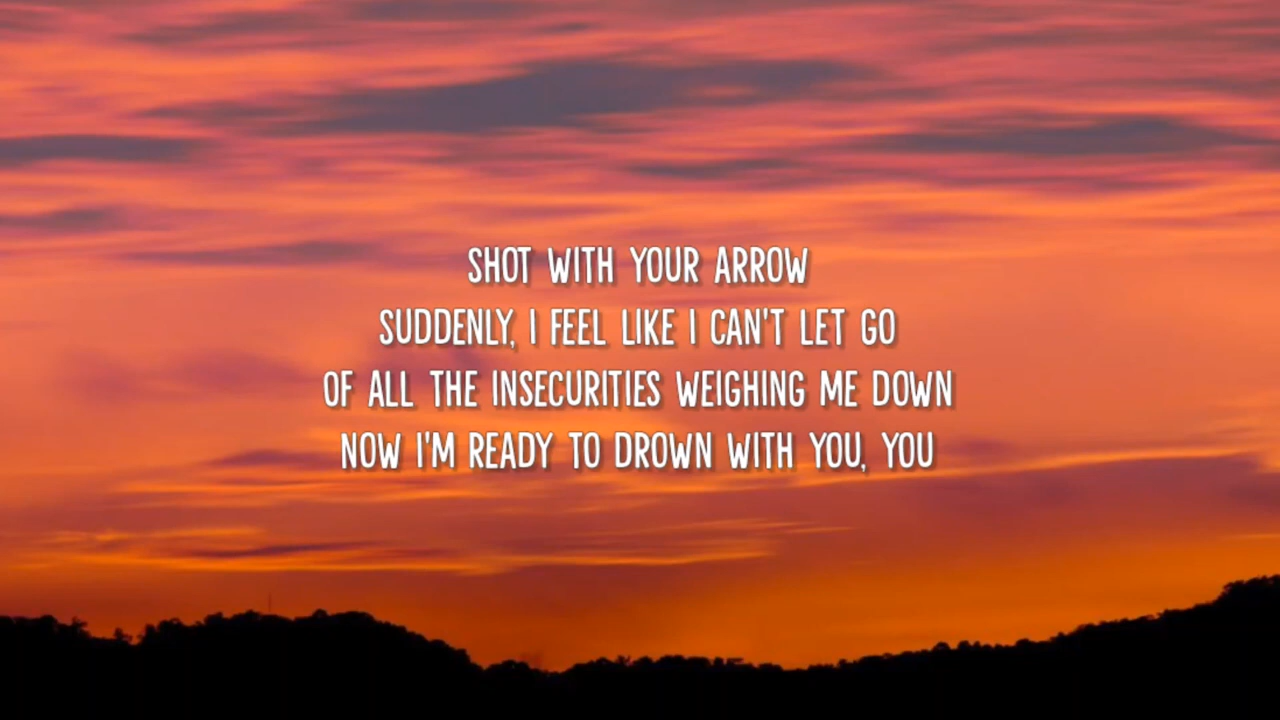 SHOT WITH YOUR ARROW
SUDDENLY, I FEEL LIKE I CAN'T LET GO
OF ALL THE INSECURITIES WEIGHING ME DOWN
NOW I'M READY TO DROWN WITH YOU, YOU